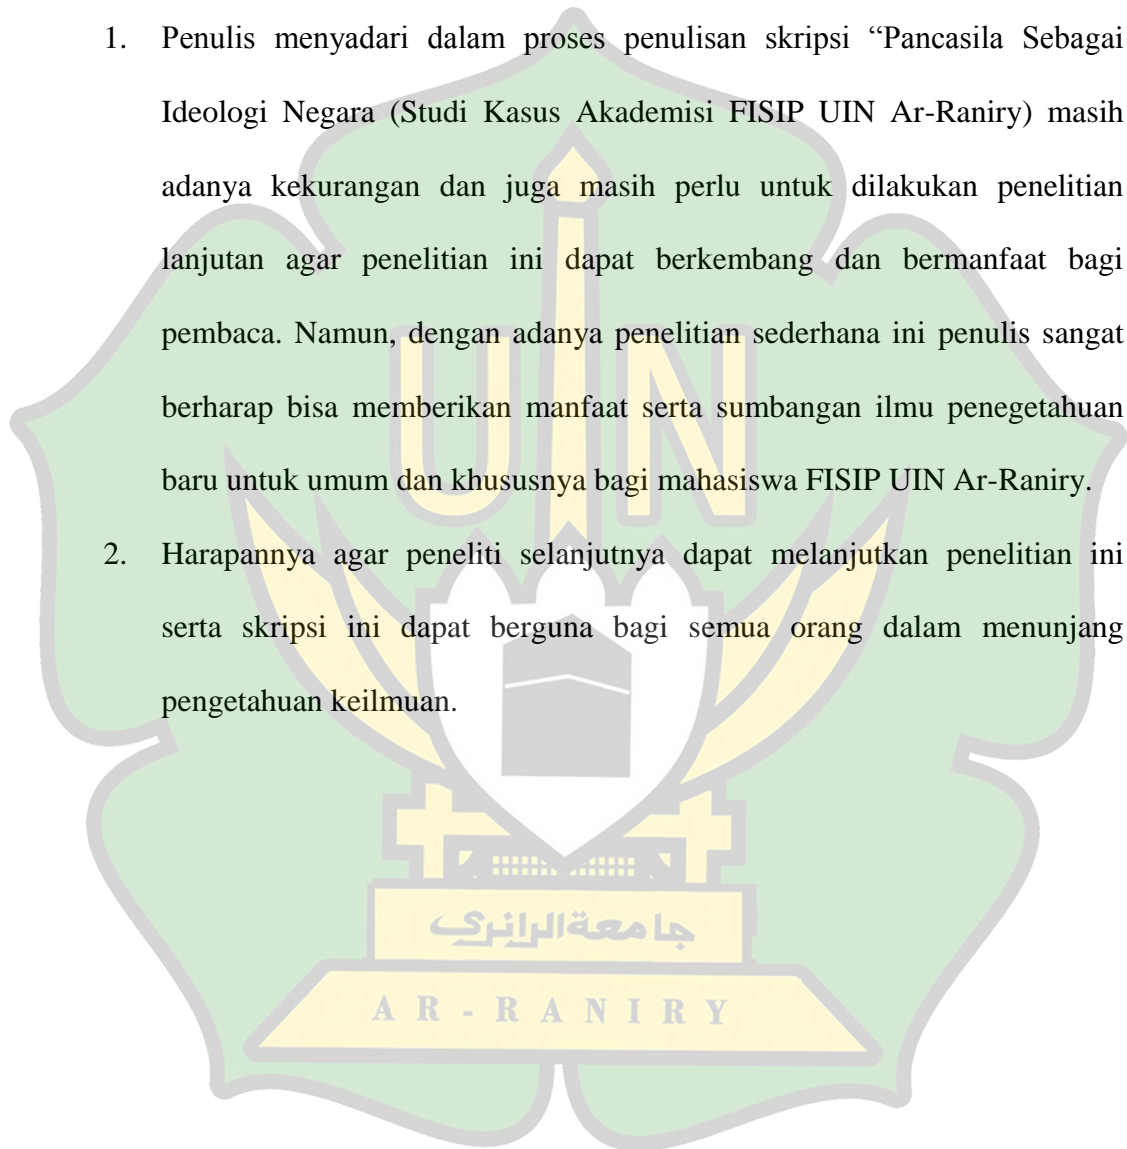 1. Penulis menyadari dalam proses penulisan skripsi “Pancasila Sebagai
Ideologi Negara (Studi Kasus Akademisi FISIP UIN Ar-Raniry) masih
adanya kekurangan dan juga masih perlu untuk dilakukan penelitian
lanjutan agar penelitian ini dapat berkembang dan bermanfaat bagi
pembaca. Namun, dengan adanya penelitian sederhana ini penulis sangat
berharap bisa memberikan manfaat serta sumbangan ilmu penegetahuan
baru untuk umum dan khususnya bagi mahasiswa FISIP UIN Ar-Raniry.
2. Harapannya agar peneliti selanjutnya dapat melanjutkan penelitian ini
serta skripsi ini dapat berguna bagi semua orang dalam menunjang
pengetahuan keilmuan.
UIN
جامعةالرانري
AR-RANIRY